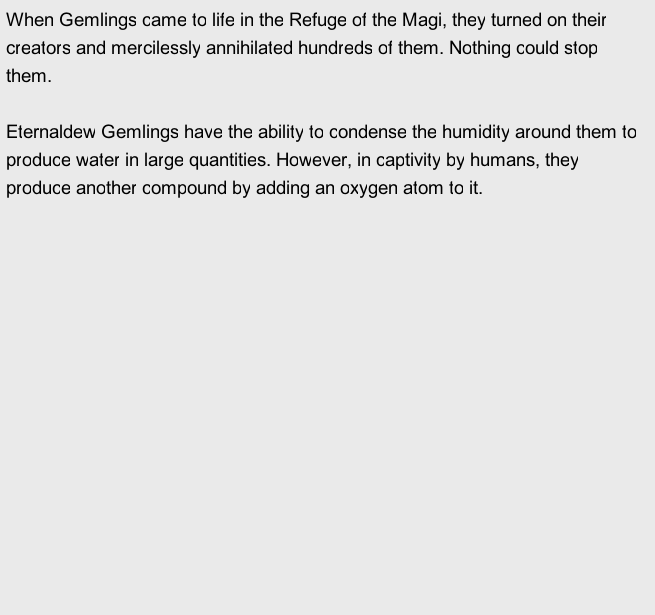 When Gemlings came to life in the Refuge of the Magi, they turned on their
creators and mercilessly annihilated hundreds of them. Nothing could stop
them.
Eternaldew Gemlings have the ability to condense the humidity around them to
produce water in large quantities. However, in captivity by humans, they
produce another compound by adding an oxygen atom to it.